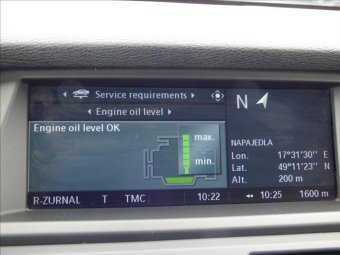 Service requirements
Engine oil level
Engine oil level OK
max.
min.
R-ZURNAL T TMC 10:22
N
NAPAJEDLA
Lon. 17°31'30'' E
Lat. 49°11'23'' N
Alt. 200 m
10:25 1600 m